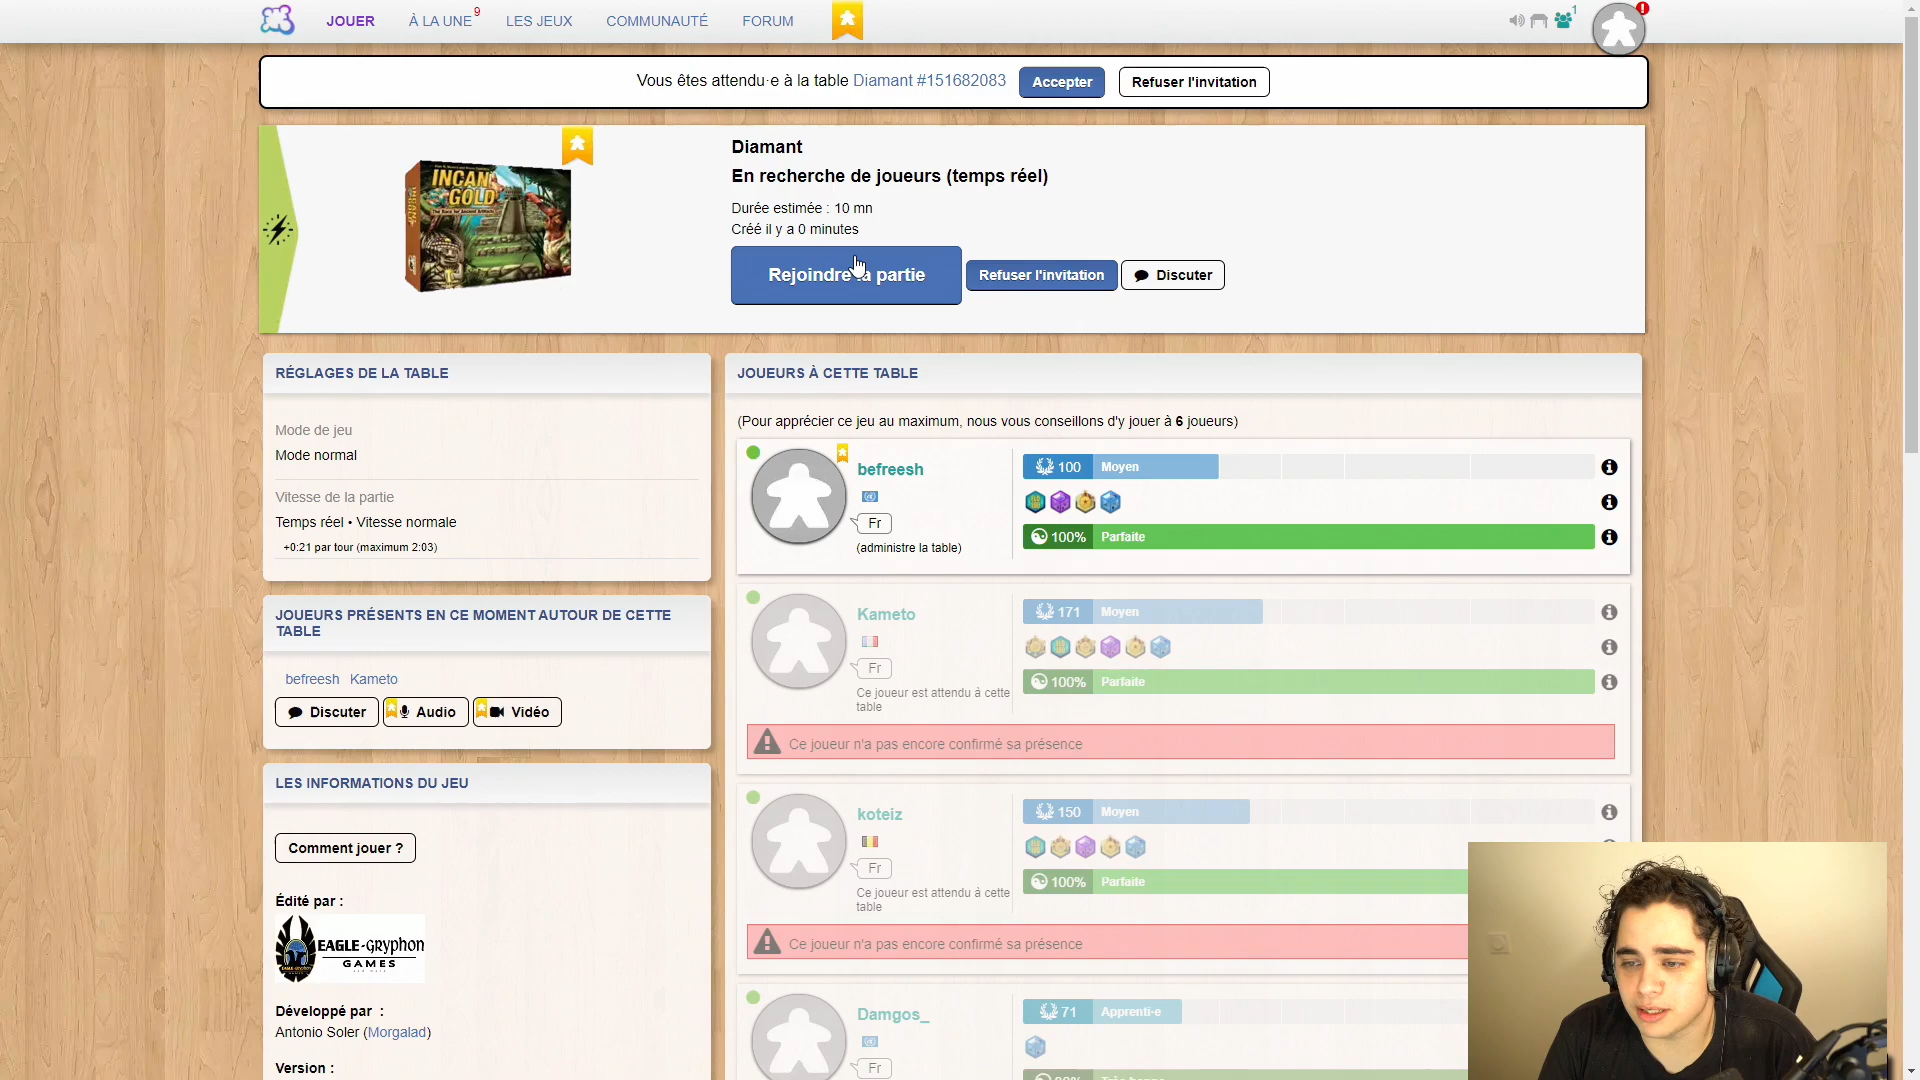 JOUER
À LA UNE 9
LES JEUX
COMMUNAUTÉ
FORUM
1
Vous êtes attendu·e à la table Diamant #151682083
Accepter
Refuser l'invitation
INCAN
GOLD
Diamant
En recherche de joueurs (temps réel)
Durée estimée : 10 mn
Créé il y a 0 minutes
Rejoindre la partie
Refuser l'invitation
Discuter
RÉGLAGES DE LA TABLE
Mode de jeu
Mode normal
Vitesse de la partie
Temps réel • Vitesse normale
+0:21 par tour (maximum 2:03)
JOUEURS PRÉSENTS EN CE MOMENT AUTOUR DE CETTE
TABLE
befreesh Kameto
Discuter
Audio
Vidéo
LES INFORMATIONS DU JEU
Comment jouer ?
Édité par :
EAGLE-GRYPHON
GAMES
Développé par :
Antonio Soler (Morgalad)
Version :
JOUEURS À CETTE TABLE
(Pour apprécier ce jeu au maximum, nous vous conseillons d'y jouer à 6 joueurs)
befreesh
Fr
(administre la table)
100 Moyen
100% Parfaite
Kameto
Fr
Ce joueur est attendu à cette
table
171 Moyen
100% Parfaite
Ce joueur n'a pas encore confirmé sa présence
koteiz
Fr
Ce joueur est attendu à cette
table
150 Moyen
100% Parfaite
Ce joueur n'a pas encore confirmé sa présence
Damgos_
Fr
71 Apprenti-e